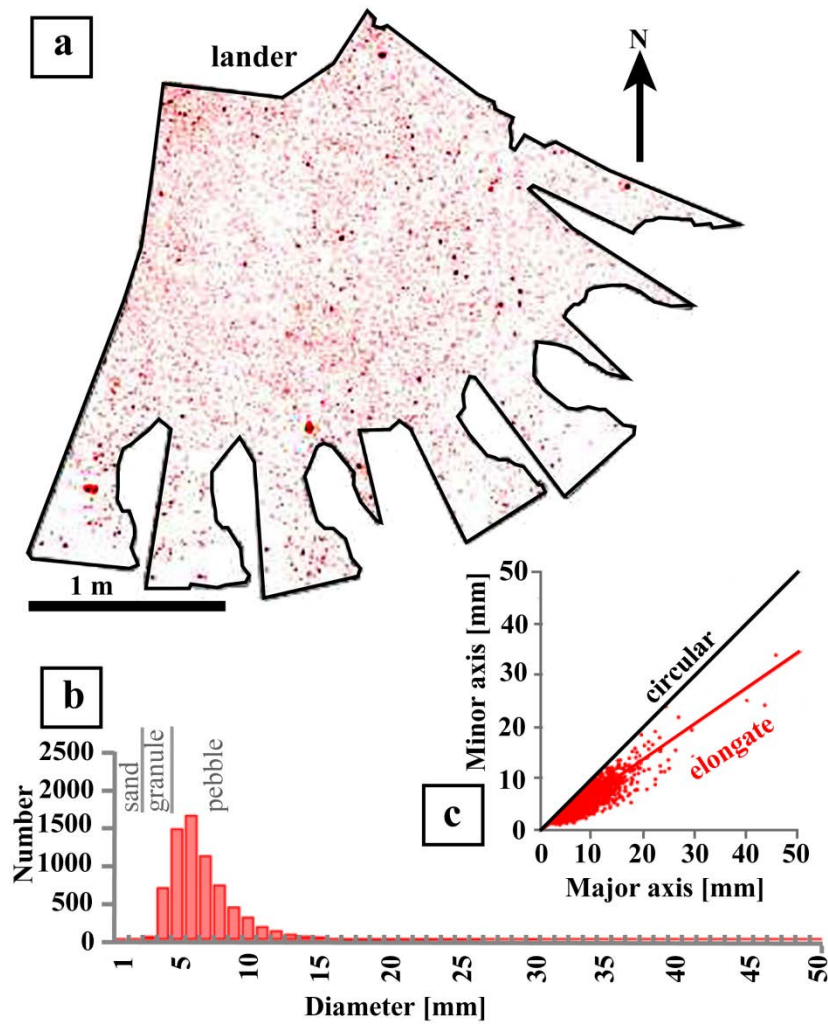 a
lander
N
1 m
b
Number
2500
2000
1500
1000
500
0
sand
granule
pebble
1
5
10
15
20
25
30
35
40
45
50
Diameter [mm]
c
Minor axis [mm]
50
40
30
20
10
0
circular
elongate
0
10
20
30
40
50
Major axis [mm]